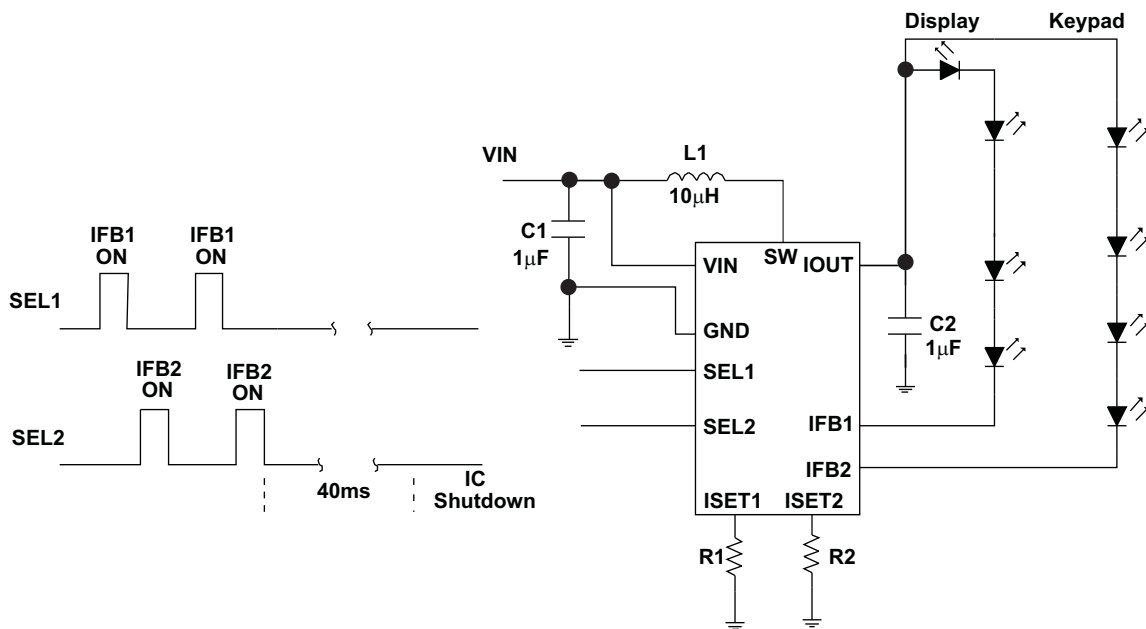 Display Keypad
VIN
L1
10µH
C1
1µF
SW
VIN
IOUT
GND
C2
1µF
SEL1
SEL2
IFB1
IFB2
ISET1 ISET2
R1
R2
IFB1
ON
IFB1
ON
SEL1
IFB2
ON
IFB2
ON
SEL2
40ms
IC
Shutdown